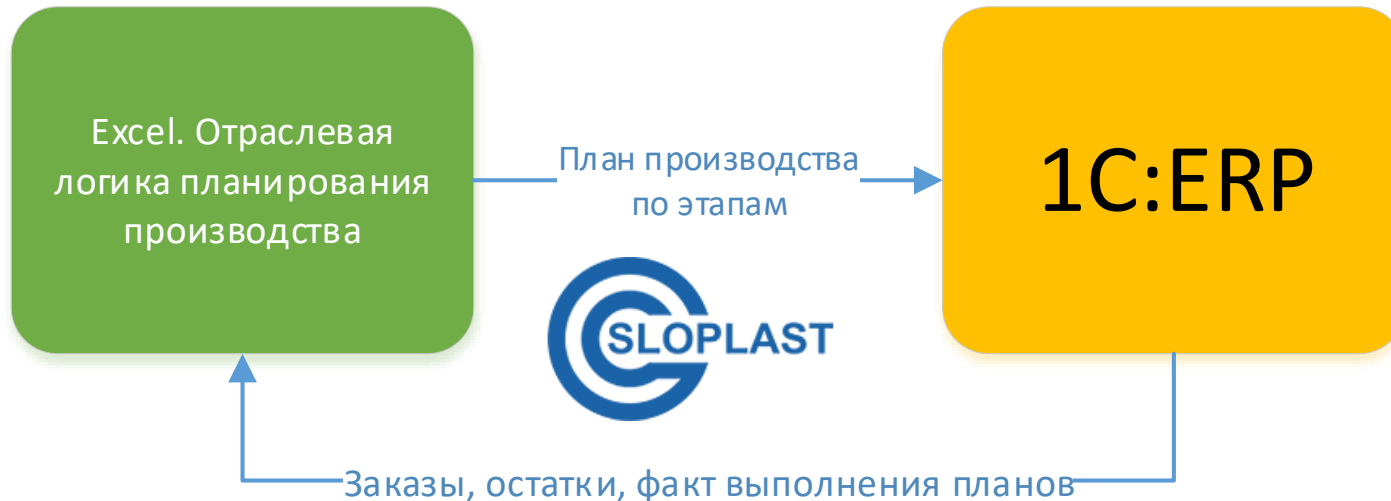 Excel. Отраслевая
логика планирования
производства
План производства
по этапам
1С:ERP
SLOPLAST
Заказы, остатки, факт выполнения планов